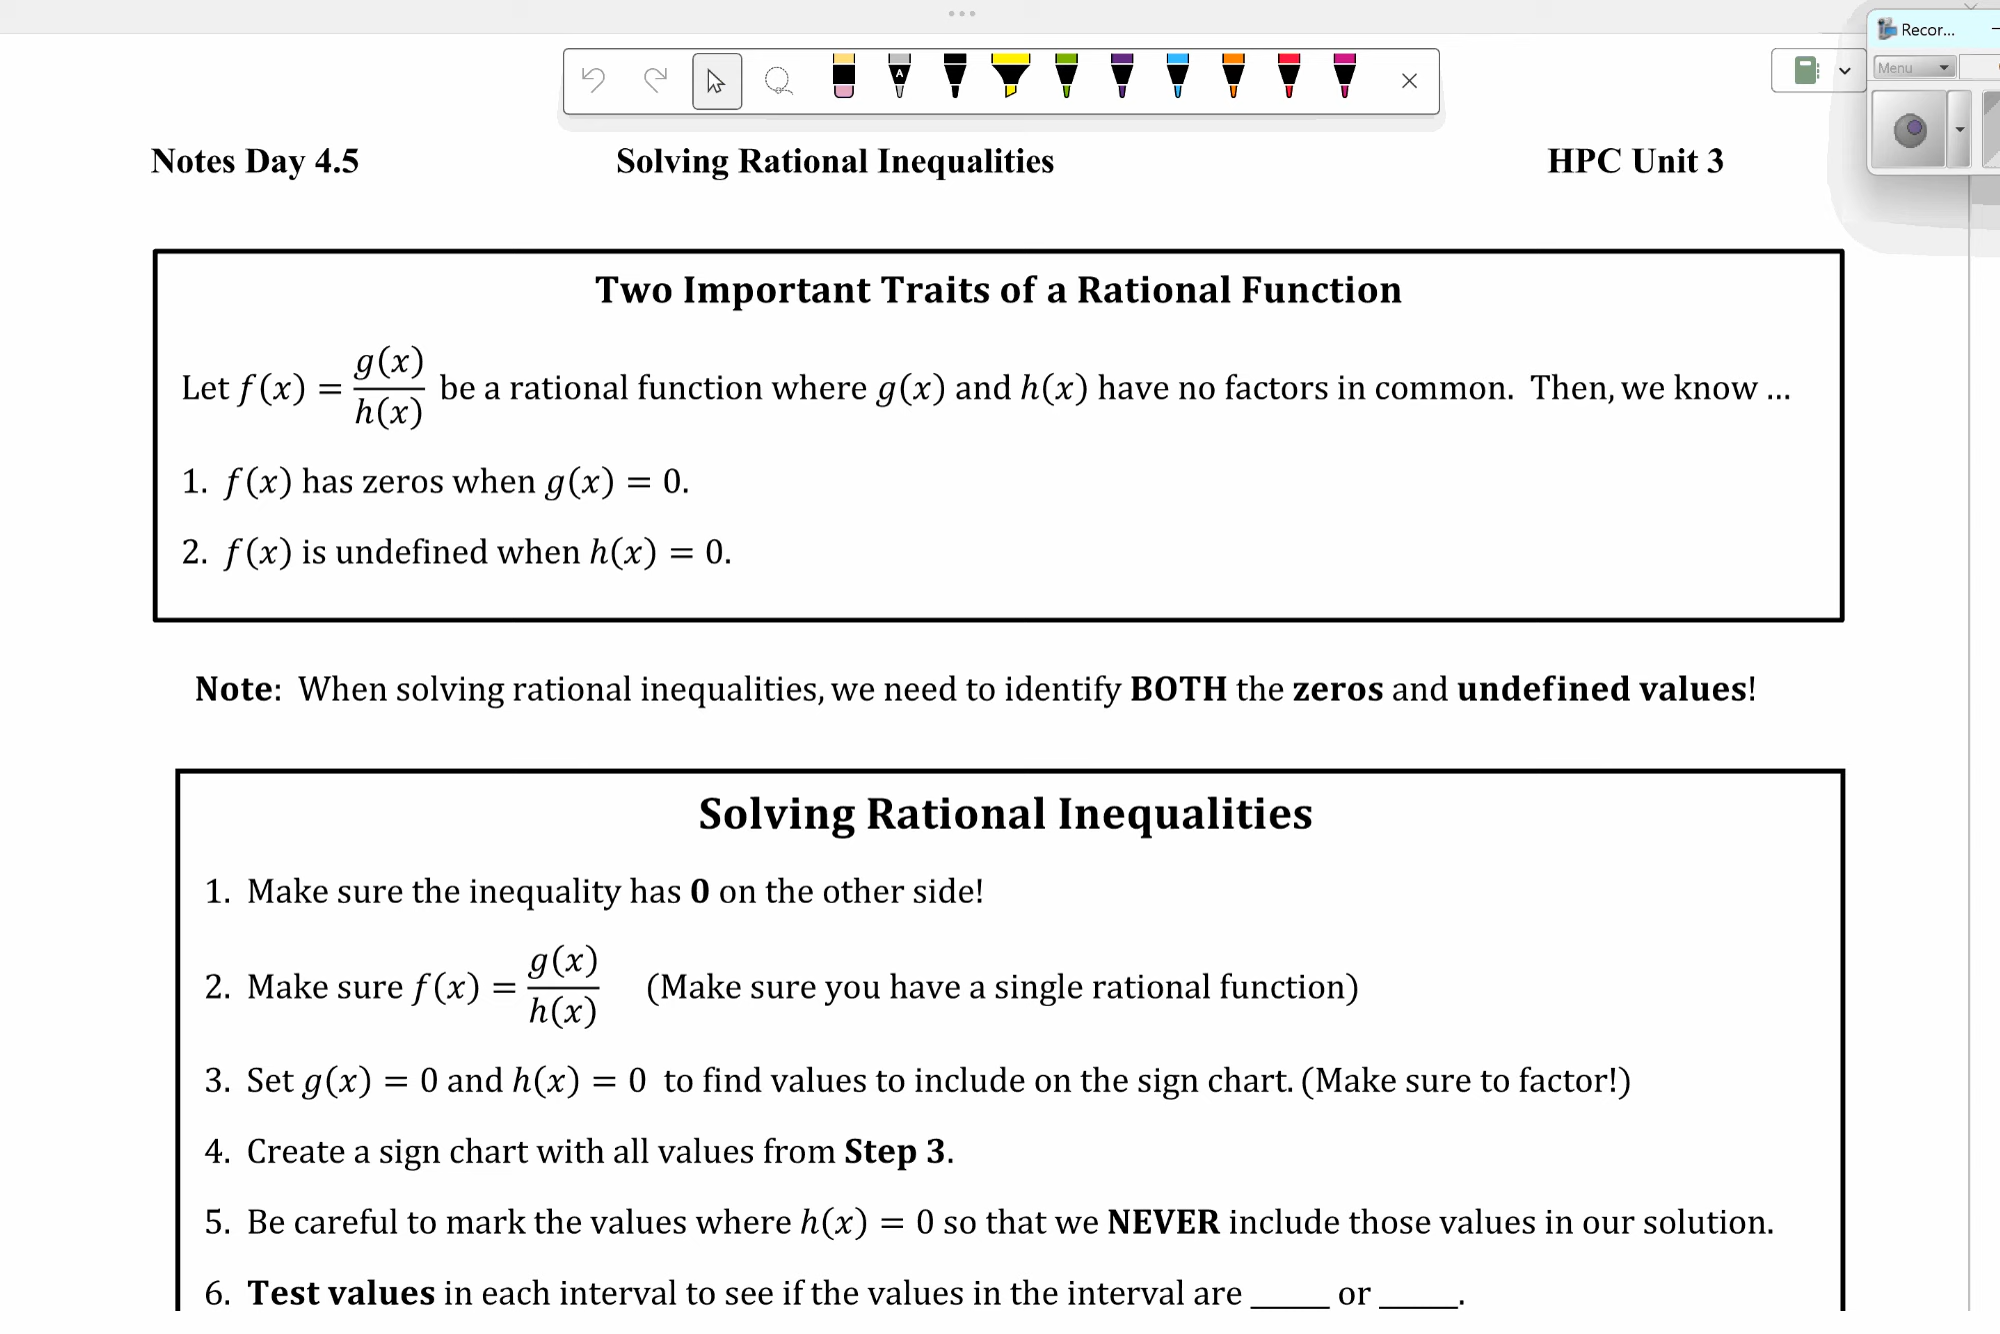 Recor...
Menu
A
Notes Day 4.5 Solving Rational Inequalities HPC Unit 3
Two Important Traits of a Rational Function
Let f(x) = g(x)/h(x) be a rational function where g(x) and h(x) have no factors in common. Then, we know ...
1. f(x) has zeros when g(x) = 0.
2. f(x) is undefined when h(x) = 0.
Note: When solving rational inequalities, we need to identify BOTH the zeros and undefined values!
Solving Rational Inequalities
1. Make sure the inequality has 0 on the other side!
2. Make sure f(x) = g(x)/h(x) (Make sure you have a single rational function)
3. Set g(x) = 0 and h(x) = 0 to find values to include on the sign chart. (Make sure to factor!)
4. Create a sign chart with all values from Step 3.
5. Be careful to mark the values where h(x) = 0 so that we NEVER include those values in our solution.
6. Test values in each interval to see if the values in the interval are _____ or _____.